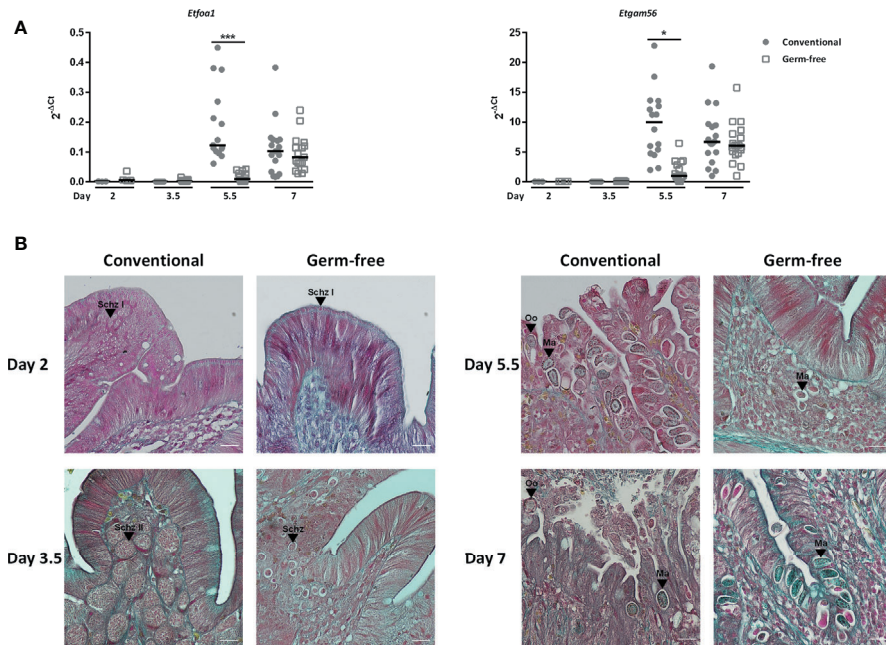 A
Etfoa1
Etgam56
2^-ΔCt
0.5
0.4
0.3
0.2
0.1
0.0
***
Day 2 3.5 5.5 7
2^-ΔCt
25
20
15
10
5
0
*
Day 2 3.5 5.5 7
Conventional
Germ-free
B
Conventional Germ-free
Conventional Germ-free
Day 2
Schz I
Schz I
Day 5.5
Oo
Ma
Ma
Day 3.5
Schz II
Schz
Day 7
Oo
Ma
Ma